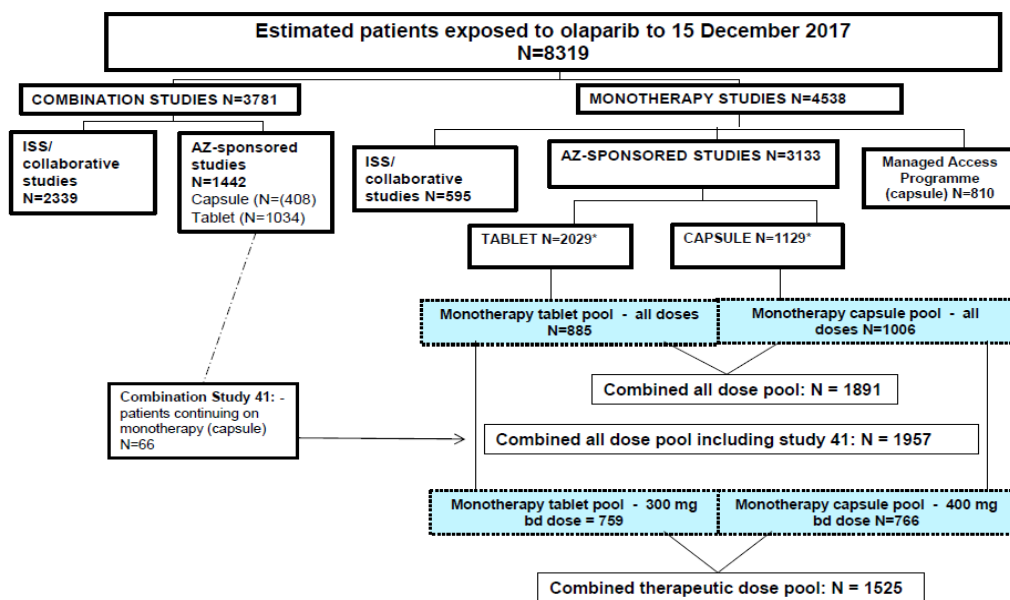 Estimated patients exposed to olaparib to 15 December 2017
N=8319
COMBINATION STUDIES N=3781
MONOTHERAPY STUDIES N=4538
ISS/
collaborative
studies
N=2339
AZ-sponsored
studies
N=1442
Capsule (N=(408)
Tablet (N=1034)
ISS/
collaborative
studies N=595
AZ-SPONSORED STUDIES N=3133
Managed Access
Programme
(capsule) N=810
TABLET N=2029*
CAPSULE N=1129*
Monotherapy tablet pool - all doses
N=885
Monotherapy capsule pool - all
doses N=1006
Combined all dose pool: N = 1891
Combination Study 41: -
patients continuing on
monotherapy (capsule)
N=66
Combined all dose pool including study 41: N = 1957
Monotherapy tablet pool - 300 mg
bd dose = 759
Monotherapy capsule pool - 400 mg
bd dose N=766
Combined therapeutic dose pool: N = 1525